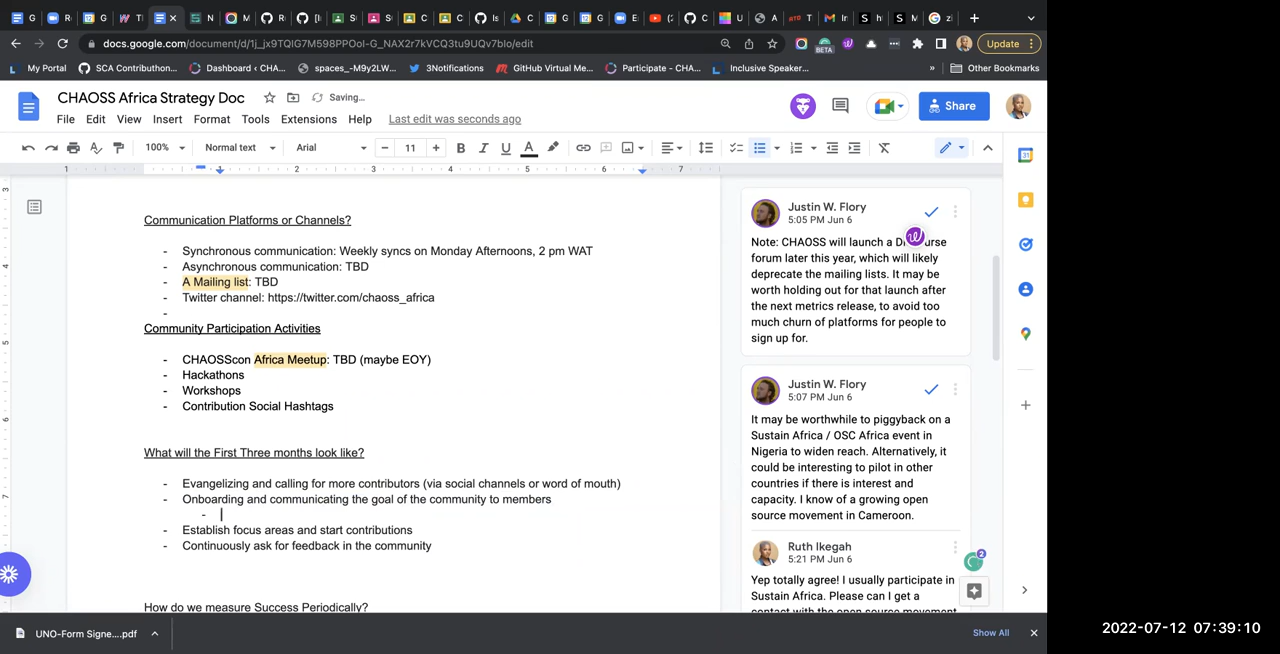 docs.google.com/document/d/1j_jx9TQIG7M598PPOol-G_NAX2r7kVCQ3tu9UQv7blo/edit
BETA
Update
My Portal
SCA Contributhon...
Dashboard ‹ CHA...
spaces_-M9y2LW...
3Notifications
GitHub Virtual Me...
Participate - CHA...
Inclusive Speaker...
»
Other Bookmarks
CHAOSS Africa Strategy Doc
Saving...
File Edit View Insert Format Tools Extensions Help
Last edit was seconds ago
Share
100%
Normal text
Arial
11
Communication Platforms or Channels?
- Synchronous communication: Weekly syncs on Monday Afternoons, 2 pm WAT
- Asynchronous communication: TBD
- A Mailing list: TBD
- Twitter channel: https://twitter.com/chaoss_africa
-
Community Participation Activities
- CHAOSScon Africa Meetup: TBD (maybe EOY)
- Hackathons
- Workshops
- Contribution Social Hashtags
What will the First Three months look like?
- Evangelizing and calling for more contributors (via social channels or word of mouth)
- Onboarding and communicating the goal of the community to members
-
- Establish focus areas and start contributions
- Continuously ask for feedback in the community
How do we measure Success Periodically?
Justin W. Flory
5:05 PM Jun 6
Note: CHAOSS will launch a D urse
forum later this year, which will likely
deprecate the mailing lists. It may be
worth holding out for that launch after
the next metrics release, to avoid too
much churn of platforms for people to
sign up for.
Justin W. Flory
5:07 PM Jun 6
It may be worthwhile to piggyback on a
Sustain Africa / OSC Africa event in
Nigeria to widen reach. Alternatively, it
could be interesting to pilot in other
countries if there is interest and
capacity. I know of a growing open
source movement in Cameroon.
Ruth Ikegah
5:21 PM Jun 6
Yep totally agree! I usually participate in
Sustain Africa. Please can I get a
contact with the open source movement
2
UNO-Form Signe....pdf
Show All
2022-07-12 07:39:10